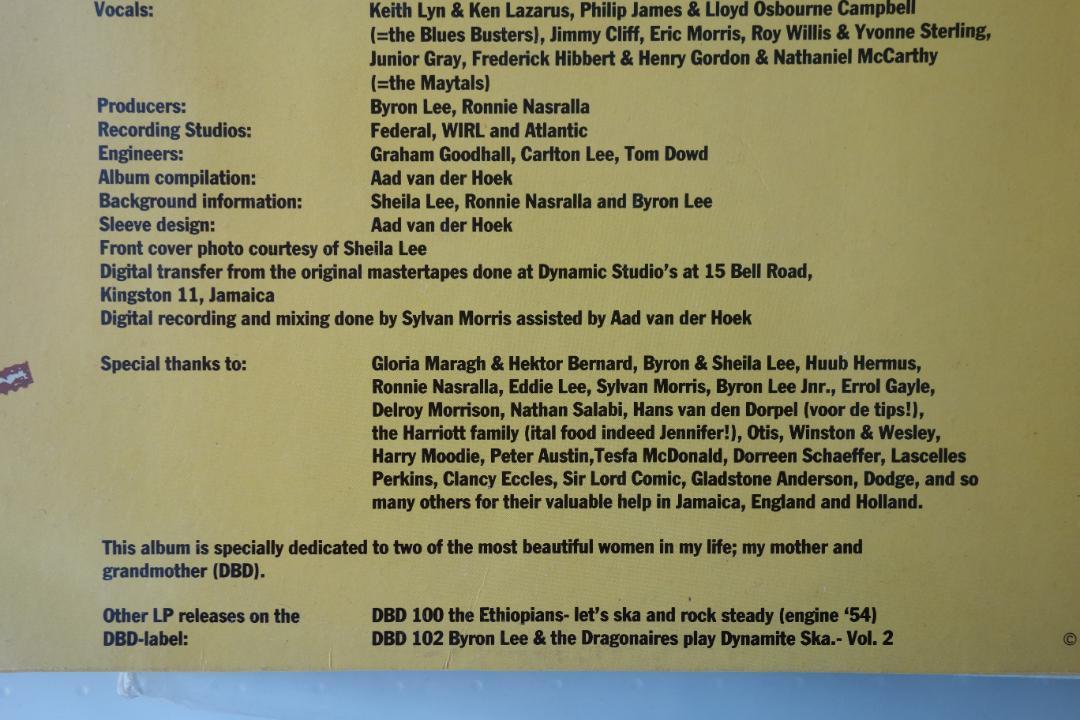 Vocals: Keith Lyn & Ken Lazarus, Philip James & Lloyd Osbourne Campbell
(=the Blues Busters), Jimmy Cliff, Eric Morris, Roy Willis & Yvonne Sterling,
Junior Gray, Frederick Hibbert & Henry Gordon & Nathaniel McCarthy
(=the Maytals)
Producers: Byron Lee, Ronnie Nasralla
Recording Studios: Federal, WIRL and Atlantic
Engineers: Graham Goodhall, Carlton Lee, Tom Dowd
Album compilation: Aad van der Hoek
Background information: Sheila Lee, Ronnie Nasralla and Byron Lee
Sleeve design: Aad van der Hoek
Front cover photo courtesy of Sheila Lee
Digital transfer from the original mastertapes done at Dynamic Studio's at 15 Bell Road,
Kingston 11, Jamaica
Digital recording and mixing done by Sylvan Morris assisted by Aad van der Hoek
Special thanks to: Gloria Maragh & Hektor Bernard, Byron & Sheila Lee, Huub Hermus,
Ronnie Nasralla, Eddie Lee, Sylvan Morris, Byron Lee Jnr., Errol Gayle,
Delroy Morrison, Nathan Salabi, Hans van den Dorpel (voor de tips!),
the Harriott family (ital food indeed Jennifer!), Otis, Winston & Wesley,
Harry Moodie, Peter Austin,Tesfa McDonald, Dorreen Schaeffer, Lascelles
Perkins, Clancy Eccles, Sir Lord Comic, Gladstone Anderson, Dodge, and so
many others for their valuable help in Jamaica, England and Holland.
This album is specially dedicated to two of the most beautiful women in my life; my mother and
grandmother (DBD).
Other LP releases on the DBD 100 the Ethiopians- let's ska and rock steady (engine '54)
DBD-label: DBD 102 Byron Lee & the Dragonaires play Dynamite Ska.- Vol. 2
©